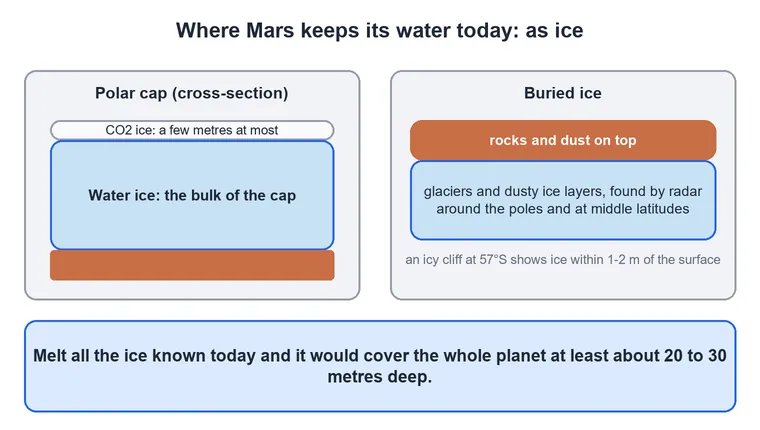 Where Mars keeps its water today: as ice
Polar cap (cross-section)
CO2 ice: a few metres at most
Water ice: the bulk of the cap
Buried ice
rocks and dust on top
glaciers and dusty ice layers, found by radar
around the poles and at middle latitudes
an icy cliff at 57°S shows ice within 1-2 m of the surface
Melt all the ice known today and it would cover the whole planet at least about 20 to 30
metres deep.